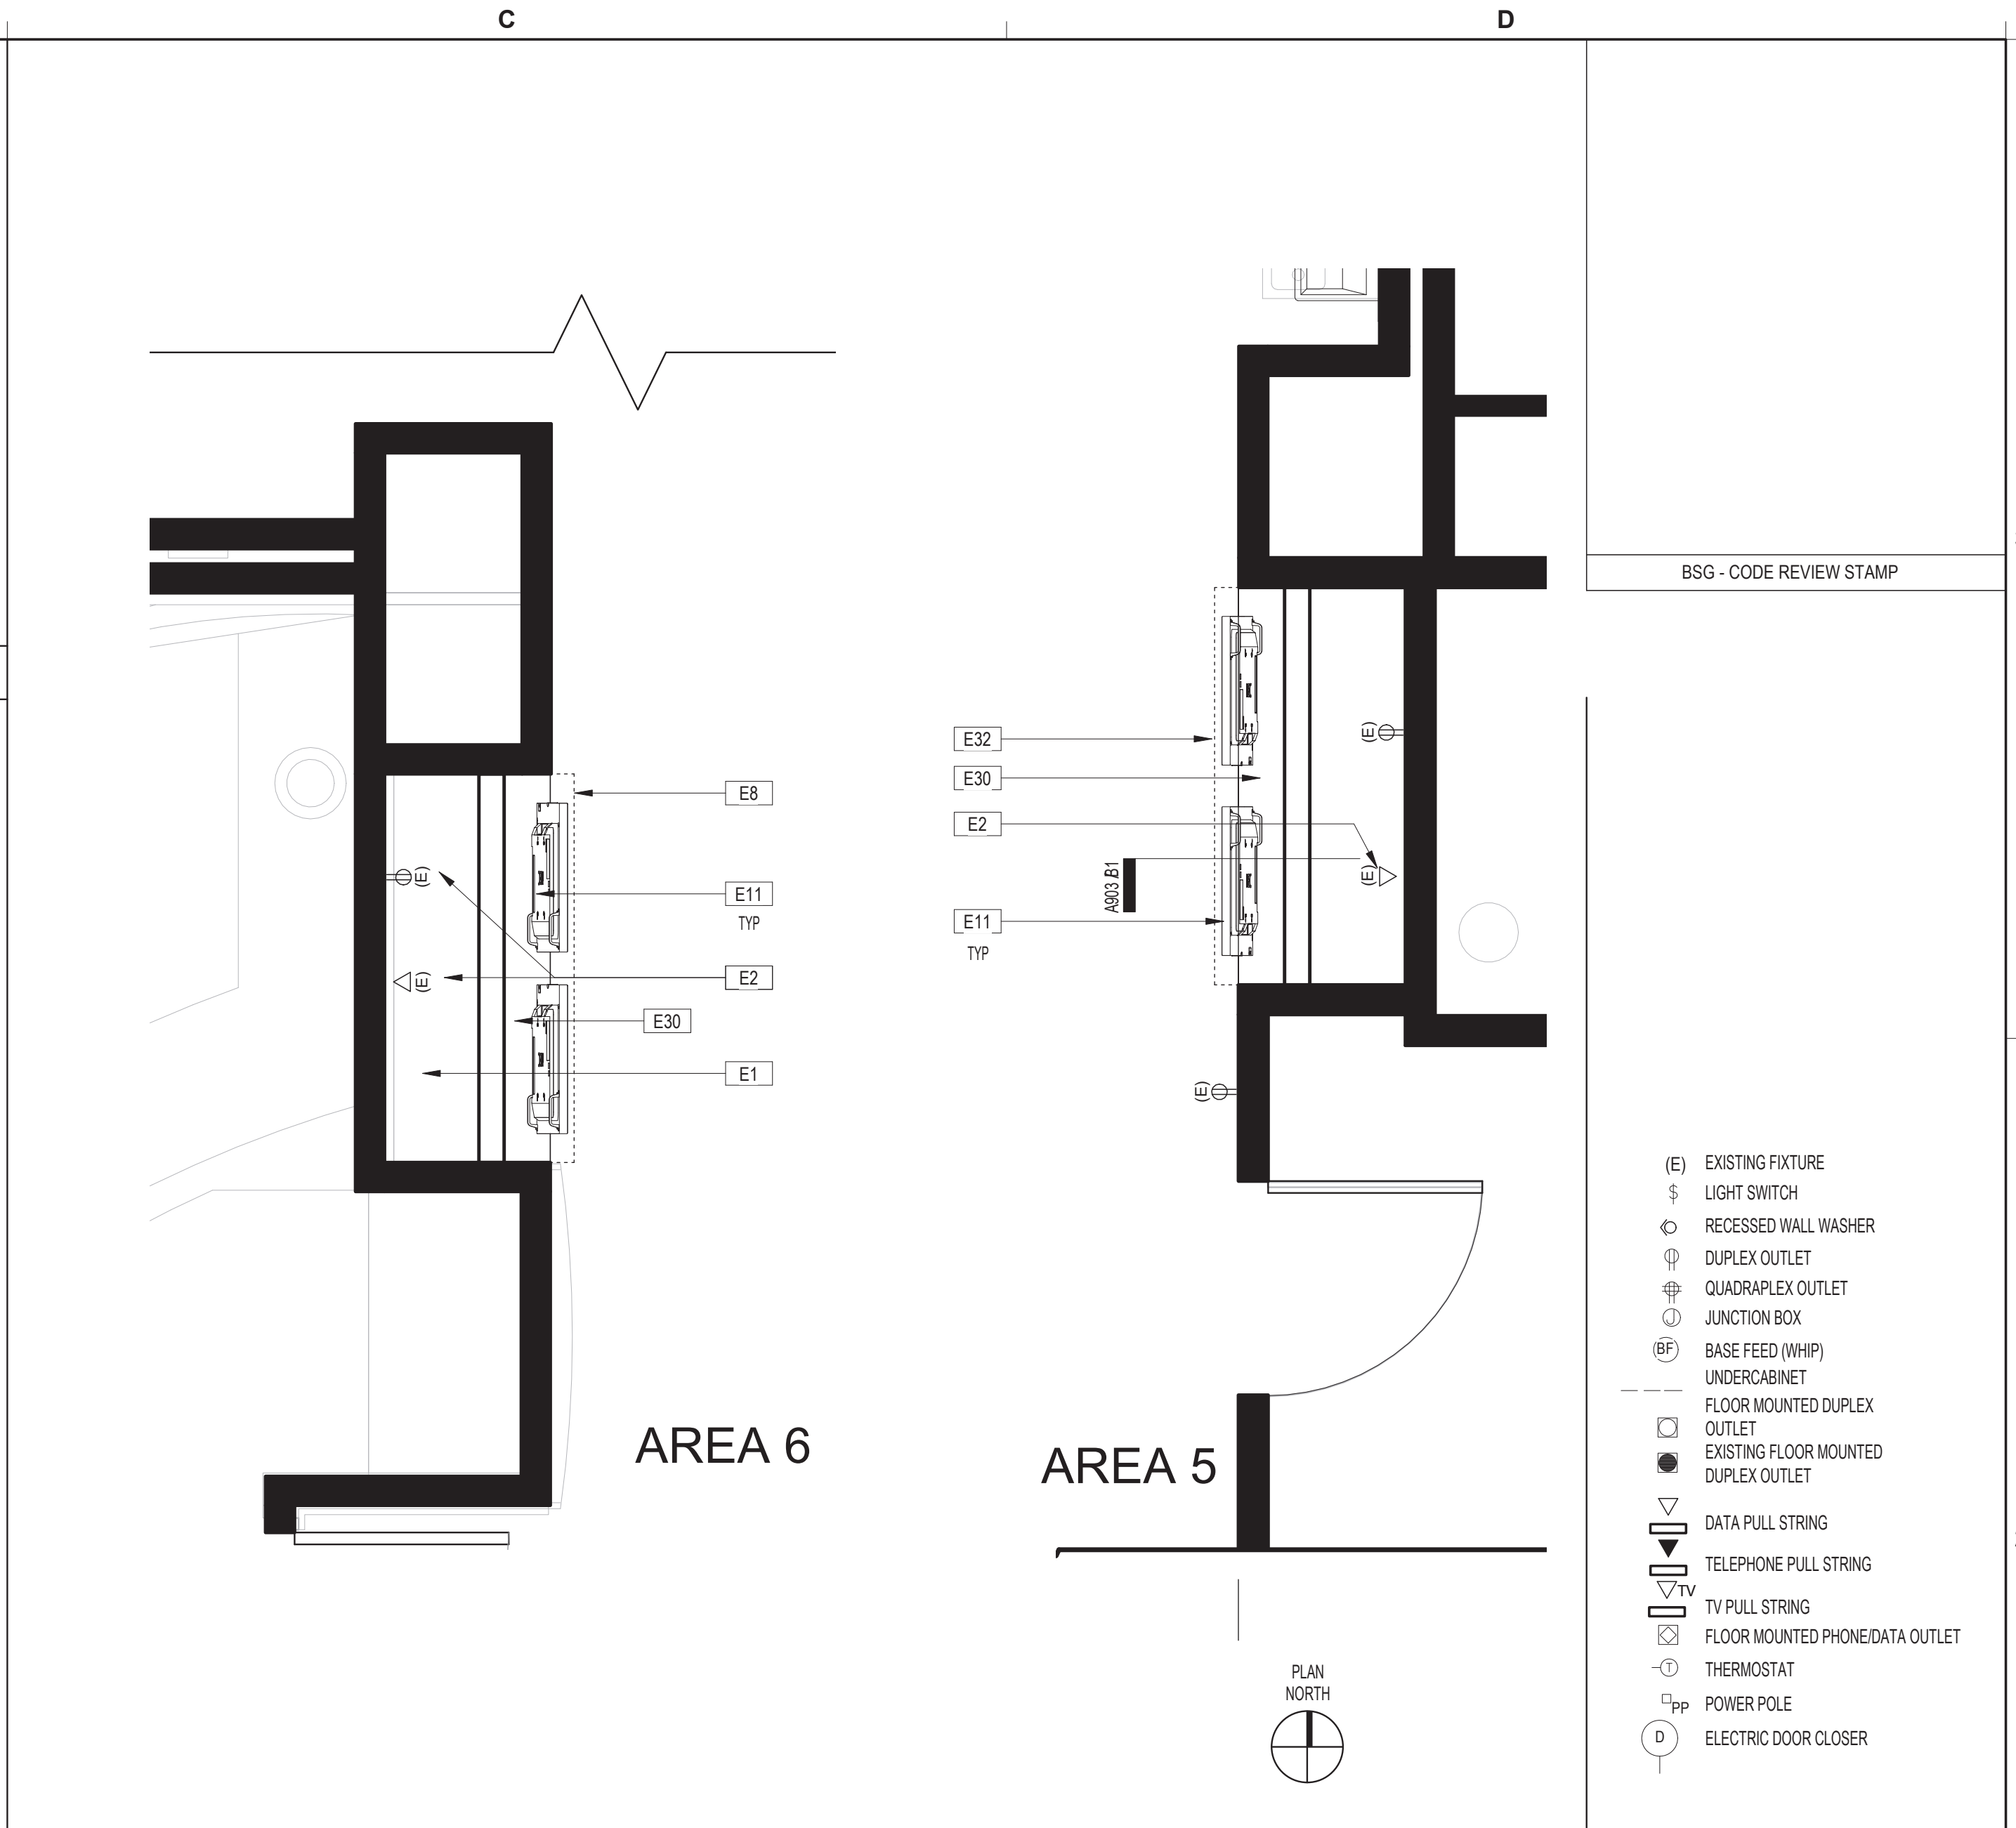 C
D
BSG - CODE REVIEW STAMP
E8
(E)
E11
TYP
E2
(E)
E30
E1
AREA 6
E32
(E)
E30
E2
A903 B1
(E)
E11
TYP
(E)
AREA 5
PLAN
NORTH
(E) EXISTING FIXTURE
$ LIGHT SWITCH
RECESSED WALL WASHER
DUPLEX OUTLET
QUADRAPLEX OUTLET
J JUNCTION BOX
BF BASE FEED (WHIP)
UNDERCABINET
FLOOR MOUNTED DUPLEX
OUTLET
EXISTING FLOOR MOUNTED
DUPLEX OUTLET
DATA PULL STRING
TELEPHONE PULL STRING
TV
TV PULL STRING
FLOOR MOUNTED PHONE/DATA OUTLET
T THERMOSTAT
PP POWER POLE
D ELECTRIC DOOR CLOSER